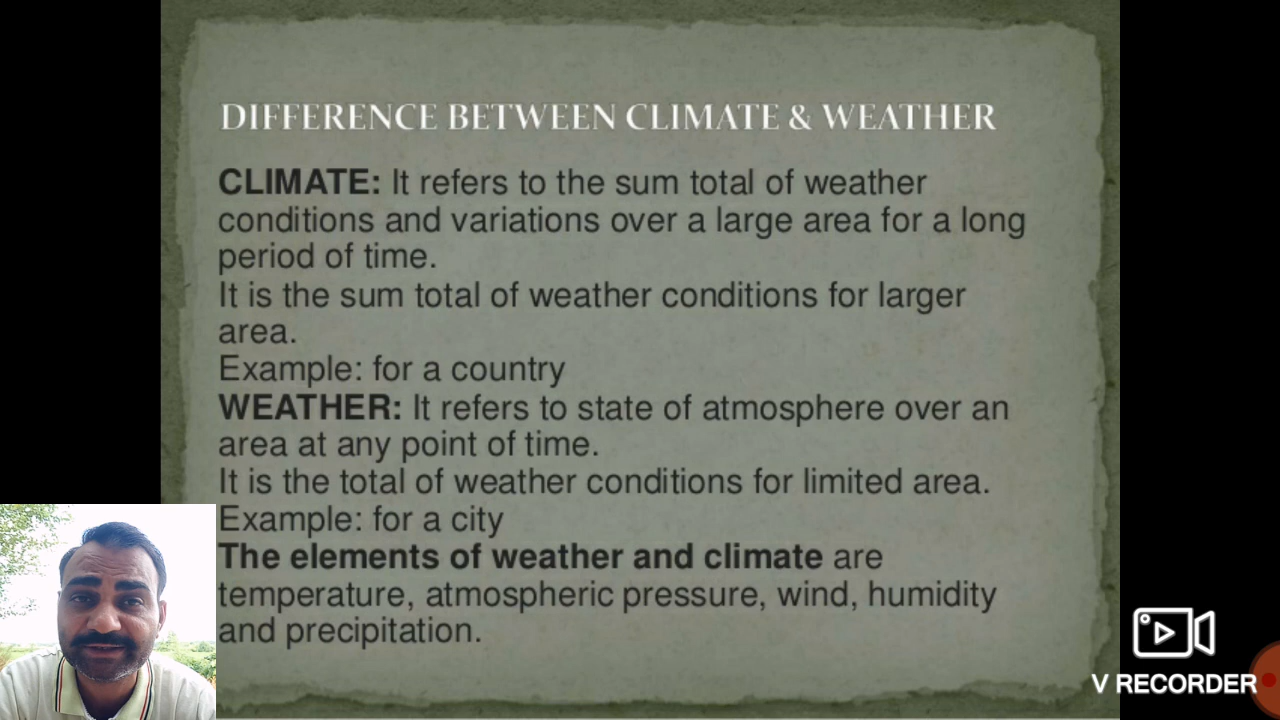 DIFFERENCE BETWEEN CLIMATE & WEATHER
CLIMATE: It refers to the sum total of weather
conditions and variations over a large area for a long
period of time.
It is the sum total of weather conditions for larger
area.
Example: for a country
WEATHER: It refers to state of atmosphere over an
area at any point of time.
It is the total of weather conditions for limited area.
Example: for a city
The elements of weather and climate are
temperature, atmospheric pressure, wind, humidity
and precipitation.
V RECORDER